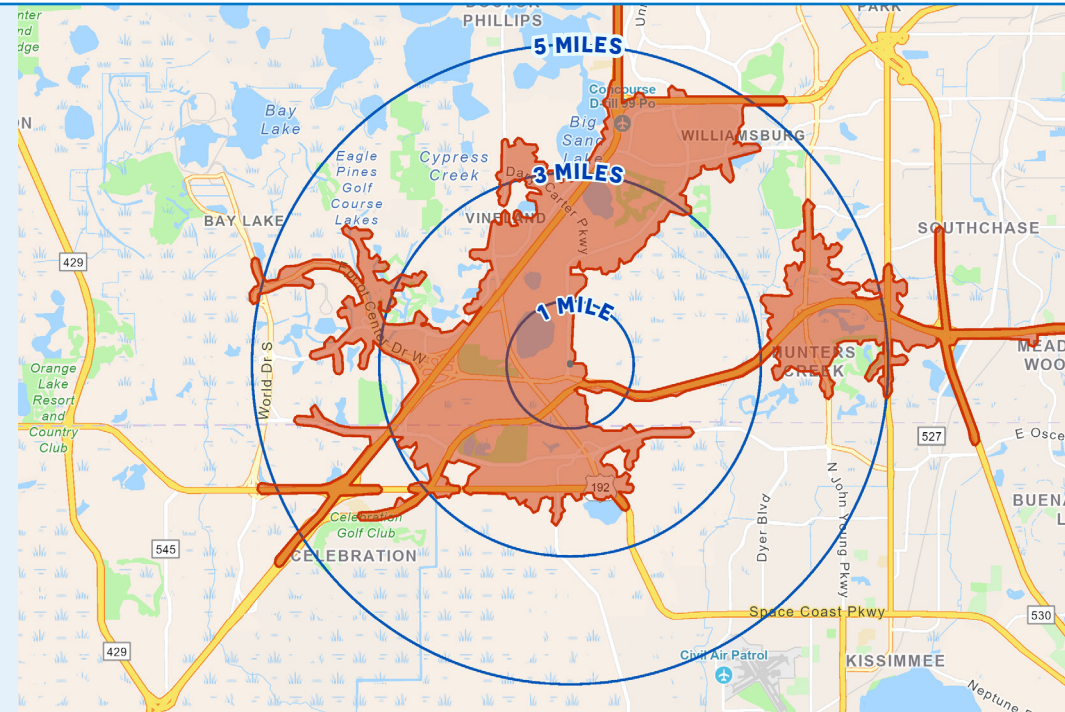 PHILLIPS
PARK
5 MILES
Concourse
Bay
Lake
Big
Sand
Lake
WILLIAMSBURG
Eagle
Pines
Golf
Course
Lakes
Cypress
Creek
3 MILES
Carter Pkwy
BAY LAKE
VINELAND
SOUTHCHASE
429
Epcot Center Dr W
1 MILE
World Dr S
HUNTERS
CREEK
MEAD
WOO
Orange
Lake
Resort
and
Country
Club
527
E Osce
192
N John Young Pkwy
Dyer Blvd
BUENA
L
Celebration
Golf Club
545
CELEBRATION
Space Coast Pkwy
530
429
Civil Air Patrol
KISSIMMEE
Neptune